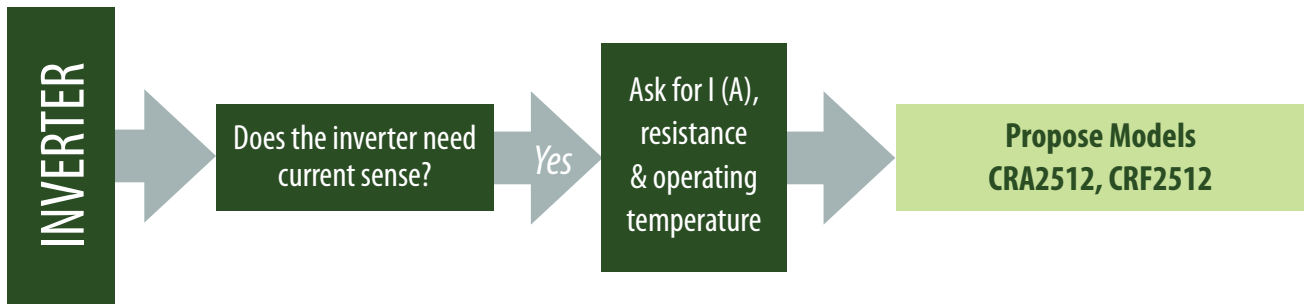 INVERTER
Does the inverter need
current sense?
Yes
Ask for I (A),
resistance
& operating
temperature
Propose Models
CRA2512, CRF2512